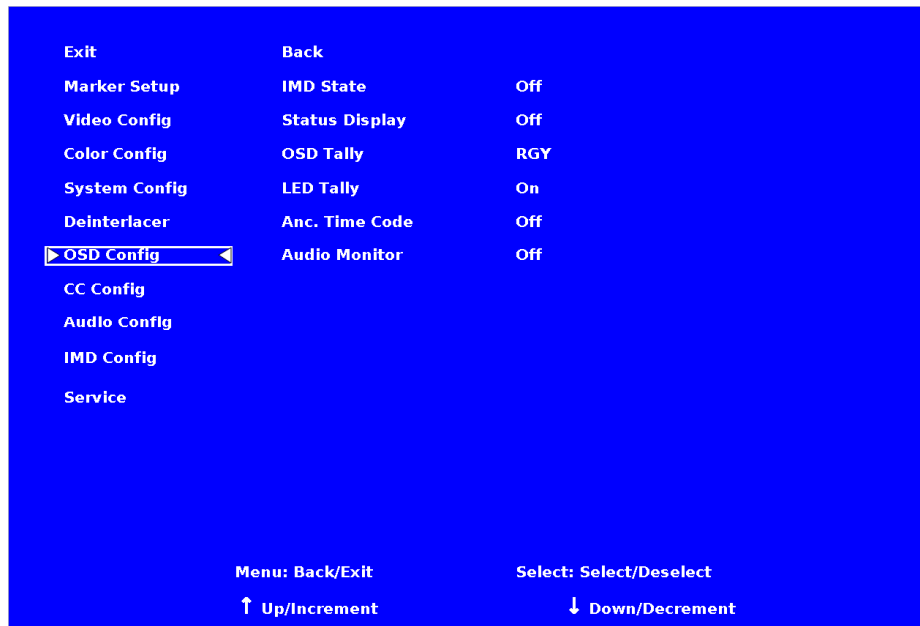 Exit Back
Marker Setup IMD State Off
Video Config Status Display Off
Color Config OSD Tally RGY
System Config LED Tally On
Deinterlacer Anc. Time Code Off
OSD Config Audio Monitor Off
CC Config
Audio Config
IMD Config
Service
Menu: Back/Exit Select: Select/Deselect
↑ Up/Increment ↓ Down/Decrement